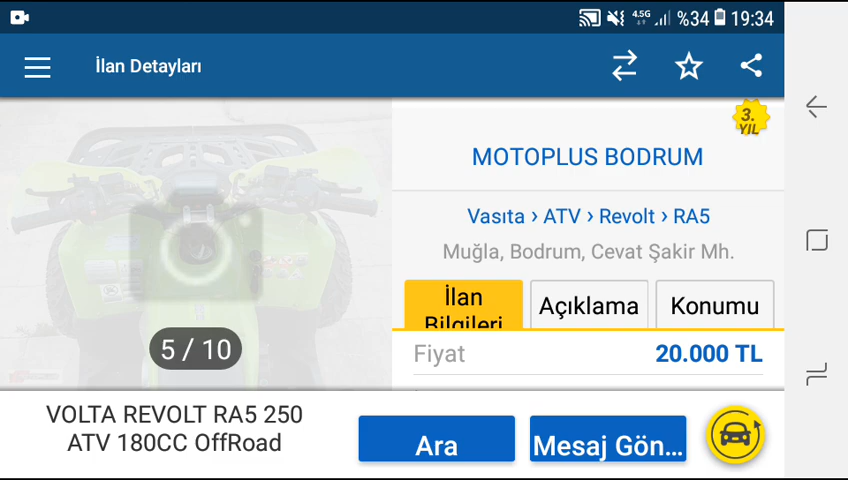 4.5G
%34
19:34
İlan Detayları
3.
YIL
MOTOPLUS BODRUM
Vasıta › ATV › Revolt › RA5
Muğla, Bodrum, Cevat Şakir Mh.
İlan
Bilgileri
Açıklama
Konumu
Fiyat
20.000 TL
5 / 10
VOLTA REVOLT RA5 250
ATV 180CC OffRoad
Ara
Mesaj Gön...